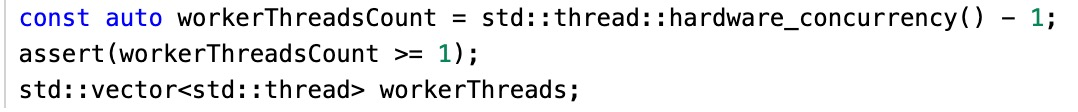 const auto workerThreadsCount = std::thread::hardware_concurrency() - 1;
assert(workerThreadsCount >= 1);
std::vector<std::thread> workerThreads;